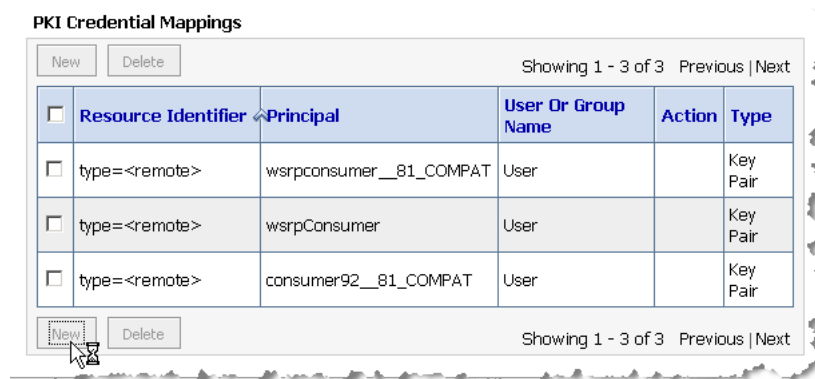 PKI Credential Mappings
New Delete Showing 1 - 3 of 3 Previous | Next
Resource Identifier Principal User Or Group Name Action Type
type=<remote> wsrpconsumer__81_COMPAT User Key Pair
type=<remote> wsrpConsumer User Key Pair
type=<remote> consumer92__81_COMPAT User Key Pair
New Delete Showing 1 - 3 of 3 Previous | Next